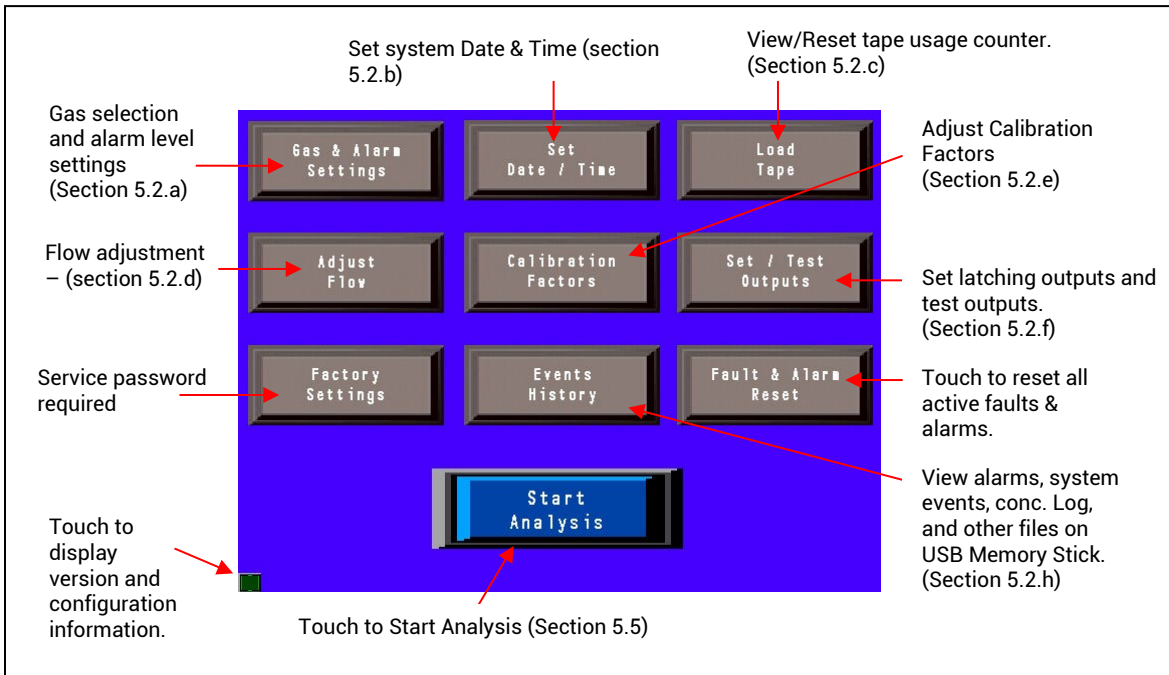 Set system Date & Time (section
5.2.b)
View/Reset tape usage counter.
(Section 5.2.c)
Gas selection
and alarm level
settings
(Section 5.2.a)
Adjust Calibration
Factors
(Section 5.2.e)
Gas & Alarm
Settings
Set
Date / Time
Load
Tape
Flow adjustment
– (section 5.2.d)
Adjust
Flow
Calibration
Factors
Set / Test
Outputs
Set latching outputs and
test outputs.
(Section 5.2.f)
Service password
required
Factory
Settings
Events
History
Fault & Alarm
Reset
Touch to reset all
active faults &
alarms.
View alarms, system
events, conc. Log,
and other files on
USB Memory Stick.
(Section 5.2.h)
Start
Analysis
Touch to
display
version and
configuration
information.
Touch to Start Analysis (Section 5.5)